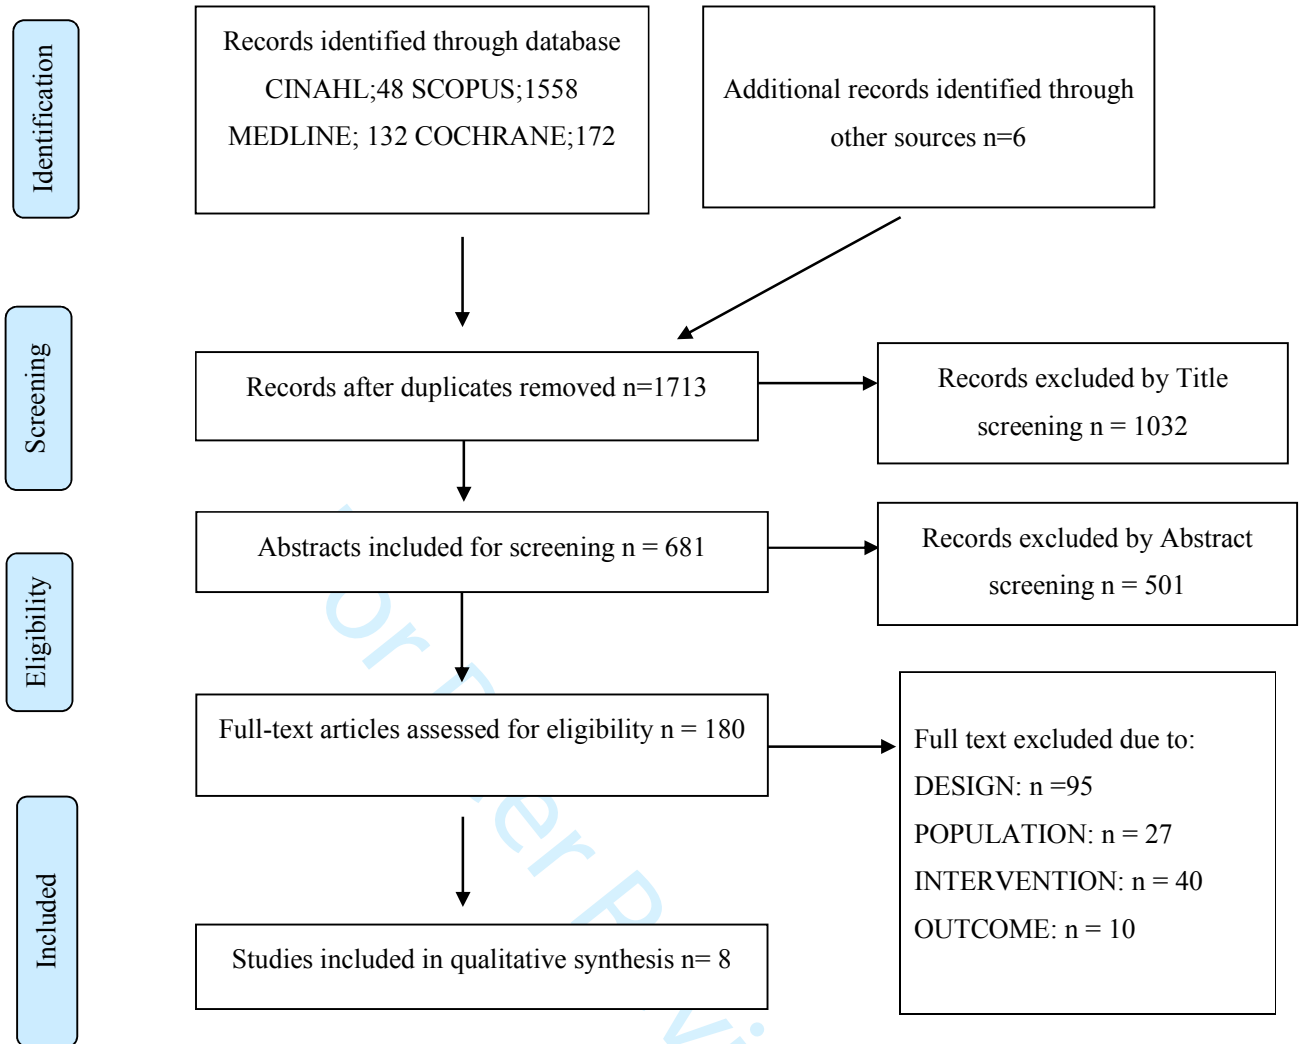 Identification
Records identified through database
CINAHL;48 SCOPUS;1558
MEDLINE; 132 COCHRANE;172
Additional records identified through
other sources n=6
Screening
Records after duplicates removed n=1713
Records excluded by Title
screening n = 1032
Abstracts included for screening n = 681
Records excluded by Abstract
screening n = 501
Eligibility
Full-text articles assessed for eligibility n = 180
Full text excluded due to:
DESIGN: n =95
POPULATION: n = 27
INTERVENTION: n = 40
OUTCOME: n = 10
Included
Studies included in qualitative synthesis n= 8